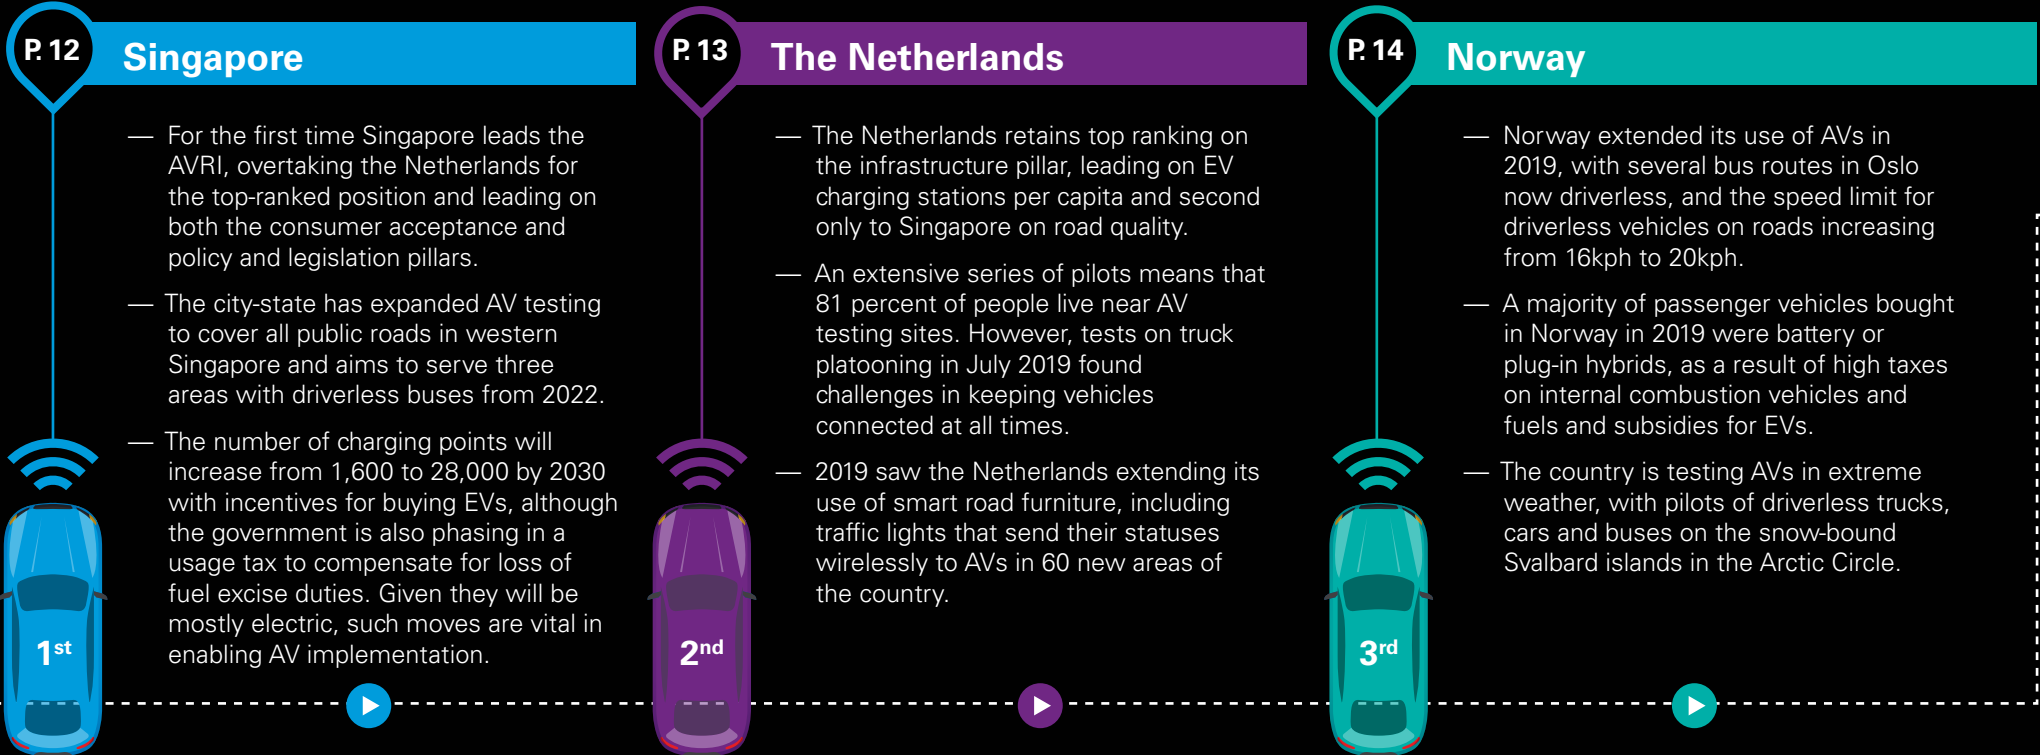 P. 12
Singapore
— For the first time Singapore leads the
AVRI, overtaking the Netherlands for
the top-ranked position and leading on
both the consumer acceptance and
policy and legislation pillars.
— The city-state has expanded AV testing
to cover all public roads in western
Singapore and aims to serve three
areas with driverless buses from 2022.
— The number of charging points will
increase from 1,600 to 28,000 by 2030
with incentives for buying EVs, although
the government is also phasing in a
usage tax to compensate for loss of
fuel excise duties. Given they will be
mostly electric, such moves are vital in
enabling AV implementation.
1st
P. 13
The Netherlands
— The Netherlands retains top ranking on
the infrastructure pillar, leading on EV
charging stations per capita and second
only to Singapore on road quality.
— An extensive series of pilots means that
81 percent of people live near AV
testing sites. However, tests on truck
platooning in July 2019 found
challenges in keeping vehicles
connected at all times.
— 2019 saw the Netherlands extending its
use of smart road furniture, including
traffic lights that send their statuses
wirelessly to AVs in 60 new areas of
the country.
2nd
P. 14
Norway
— Norway extended its use of AVs in
2019, with several bus routes in Oslo
now driverless, and the speed limit for
driverless vehicles on roads increasing
from 16kph to 20kph.
— A majority of passenger vehicles bought
in Norway in 2019 were battery or
plug-in hybrids, as a result of high taxes
on internal combustion vehicles and
fuels and subsidies for EVs.
— The country is testing AVs in extreme
weather, with pilots of driverless trucks,
cars and buses on the snow-bound
Svalbard islands in the Arctic Circle.
3rd